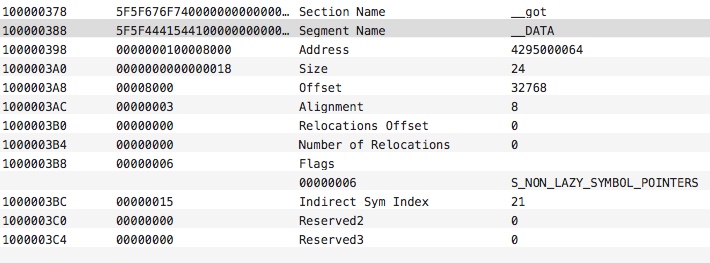 100000378 5F5F676F740000000000000… Section Name __got
100000388 5F5F4441544100000000000… Segment Name __DATA
100000398 0000000100008000 Address 4295000064
1000003A0 0000000000000018 Size 24
1000003A8 00008000 Offset 32768
1000003AC 00000003 Alignment 8
1000003B0 00000000 Relocations Offset 0
1000003B4 00000000 Number of Relocations 0
1000003B8 00000006 Flags
00000006 S_NON_LAZY_SYMBOL_POINTERS
1000003BC 00000015 Indirect Sym Index 21
1000003C0 00000000 Reserved2 0
1000003C4 00000000 Reserved3 0